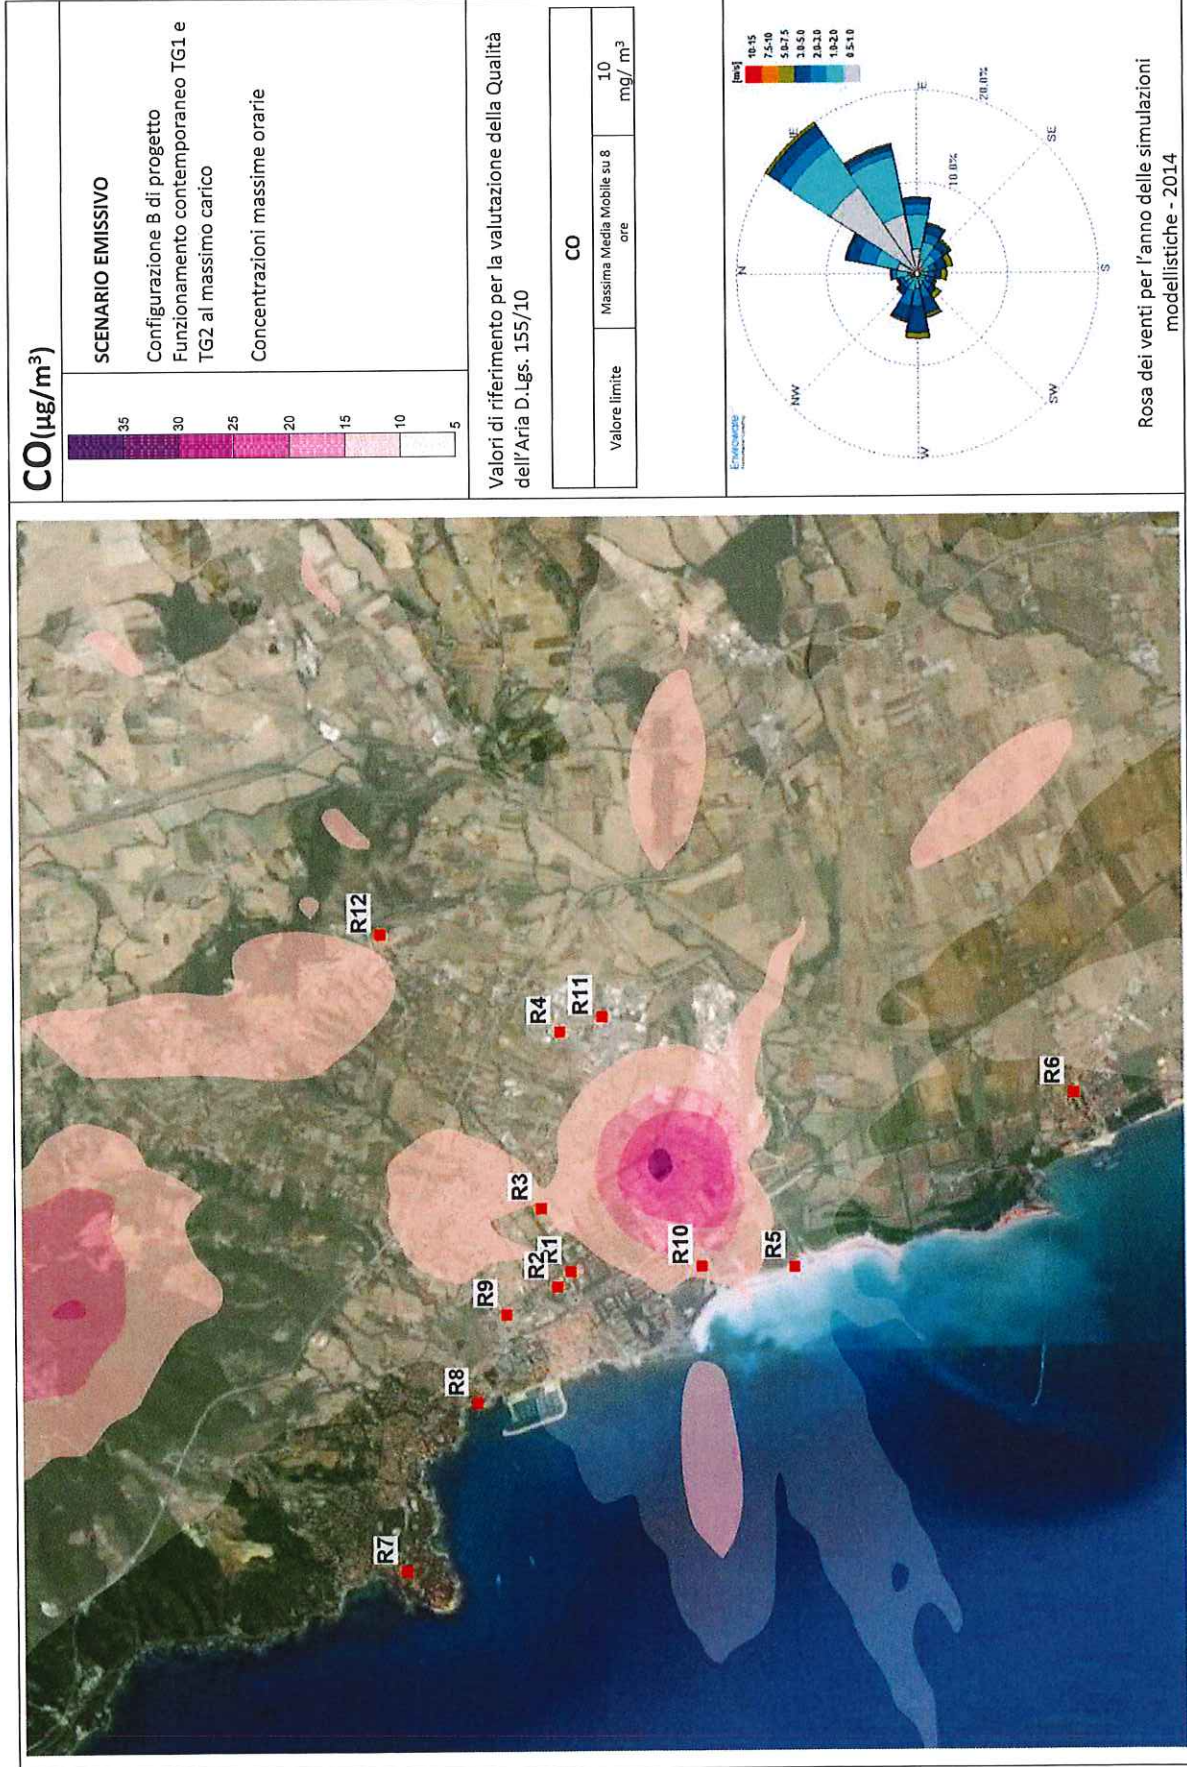 CO(µg/m³)
35
30
25
20
15
10
5
SCENARIO EMISSIVO
Configurazione B di progetto
Funzionamento contemporaneo TG1 e
TG2 al massimo carico
Concentrazioni massime orarie
Valori di riferimento per la valutazione della Qualità
dell'Aria D.Lgs. 155/10
CO
Valore limite
Massima Media Mobile su 8
ore
10
mg/ m³
Enviroware
[m/s]
10-15
7.5-10
5.0-7.5
3.0-5.0
2.0-3.0
1.0-2.0
0.5-1.0
N
NW
W
SW
S
SE
E
10.0%
20.0%
Rosa dei venti per l'anno delle simulazioni
modellistiche - 2014
R7
R8
R9
R2
R1
R3
R10
R5
R4
R11
R12
R6